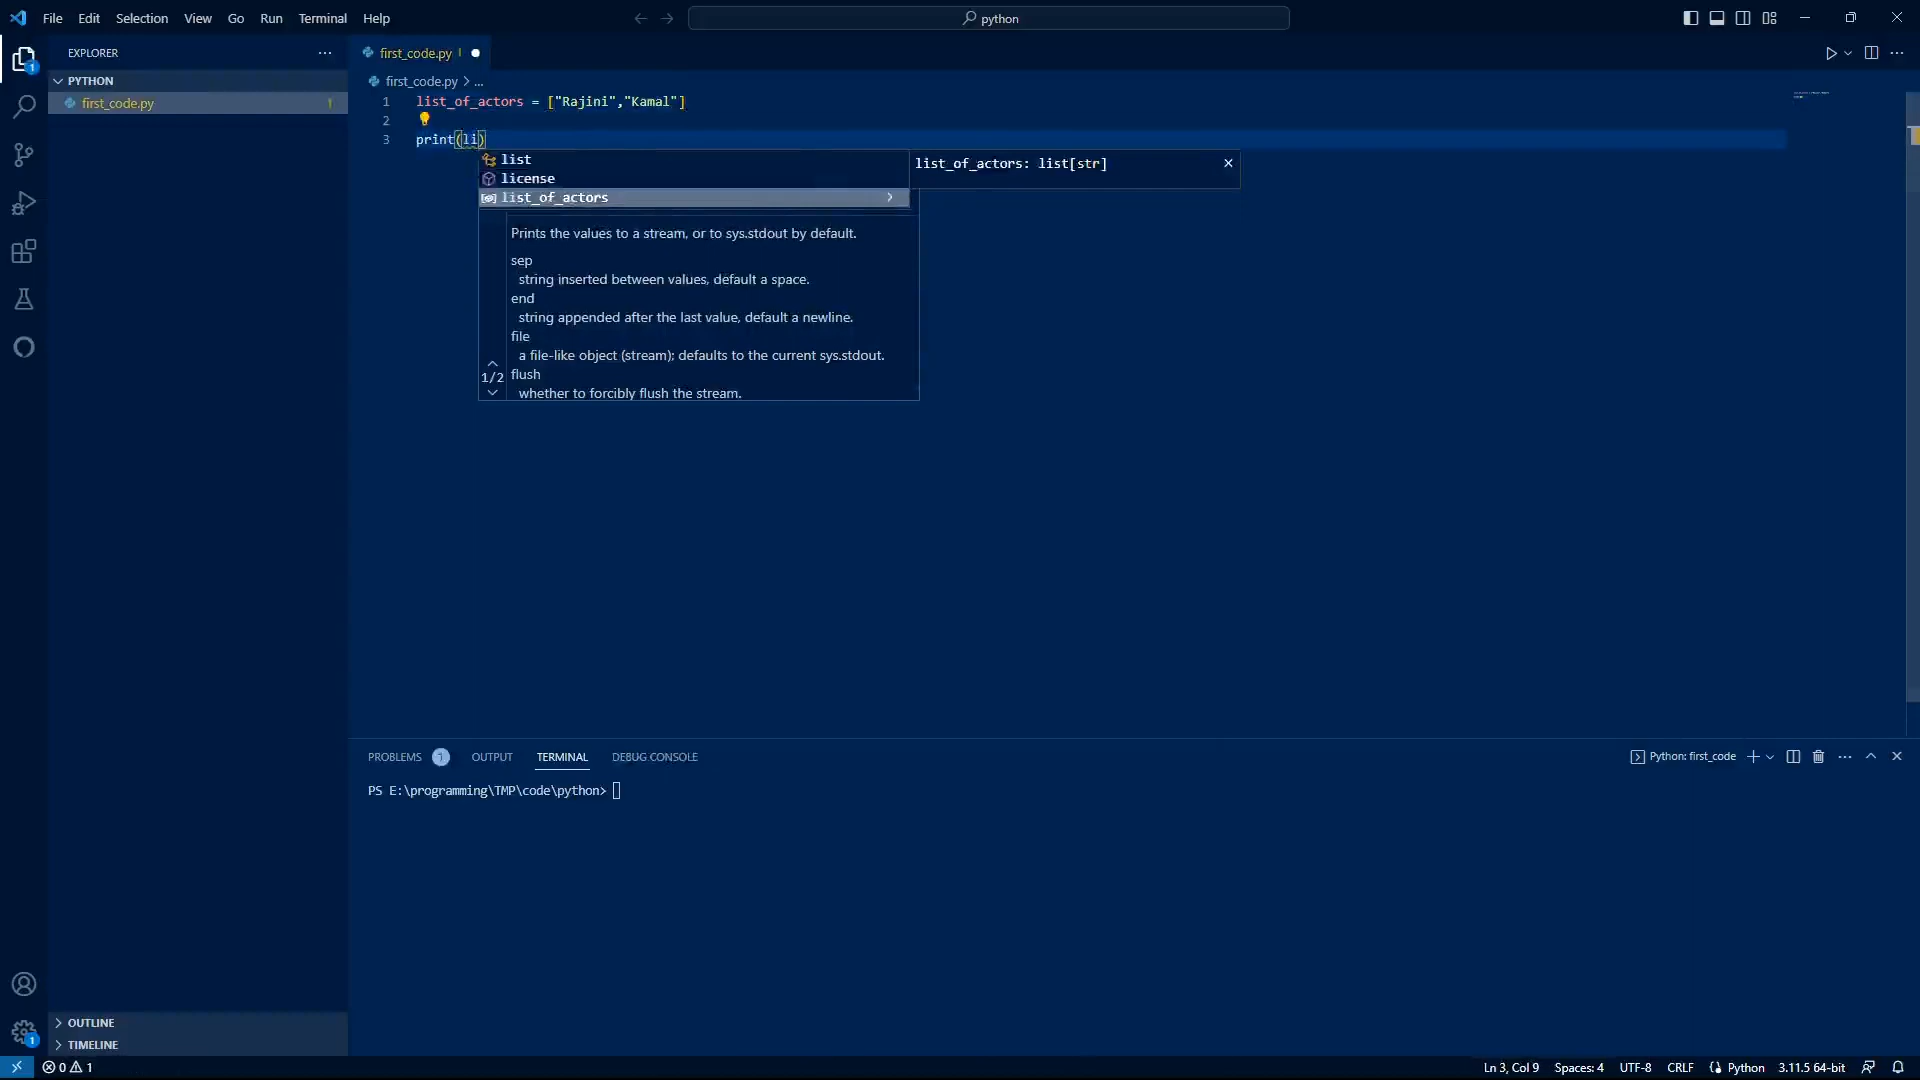 File Edit Selection View Go Run Terminal Help
python
EXPLORER
PYTHON
first_code.py 1
1
first_code.py 1
first_code.py > ...
1 list_of_actors = ["Rajini","Kamal"]
2
3 print(li)
list
license
list_of_actors
list_of_actors: list[str]
Prints the values to a stream, or to sys.stdout by default.
sep
string inserted between values, default a space.
end
string appended after the last value, default a newline.
file
a file-like object (stream); defaults to the current sys.stdout.
1/2
flush
whether to forcibly flush the stream.
PROBLEMS 1 OUTPUT TERMINAL DEBUG CONSOLE
Python: first_code
PS E:\programming\TMP\code\python>
OUTLINE
1
TIMELINE
0 1
Ln 3, Col 9 Spaces: 4 UTF-8 CRLF Python 3.11.5 64-bit